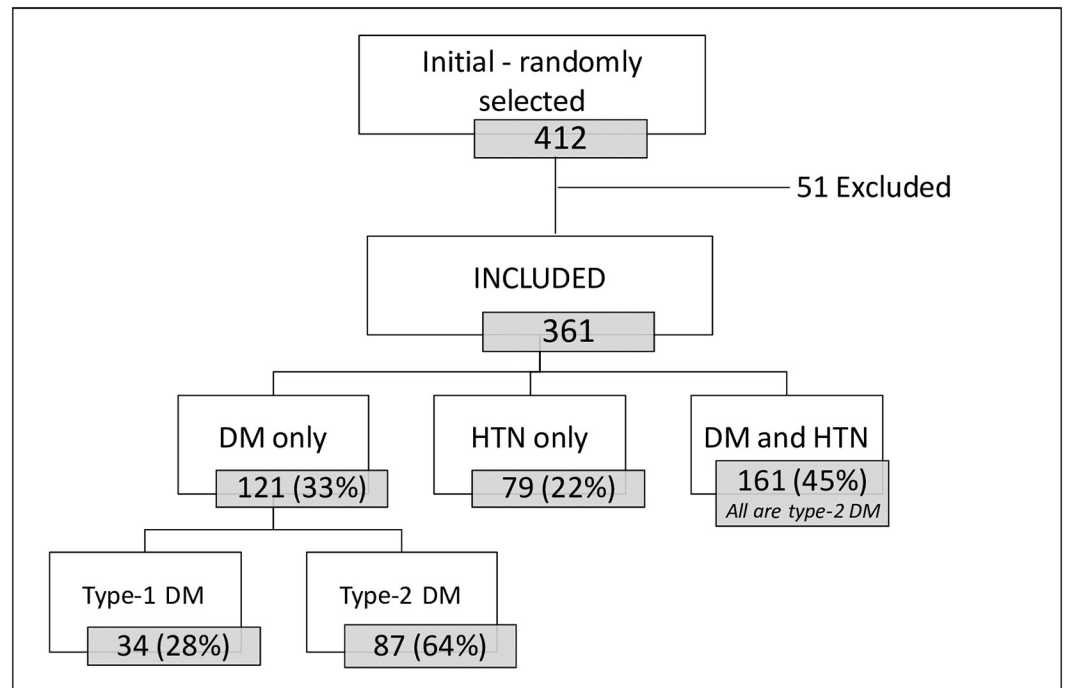 Initial - randomly
selected
412
51 Excluded
INCLUDED
361
DM only
121 (33%)
HTN only
79 (22%)
DM and HTN
161 (45%)
All are type-2 DM
Type-1 DM
34 (28%)
Type-2 DM
87 (64%)